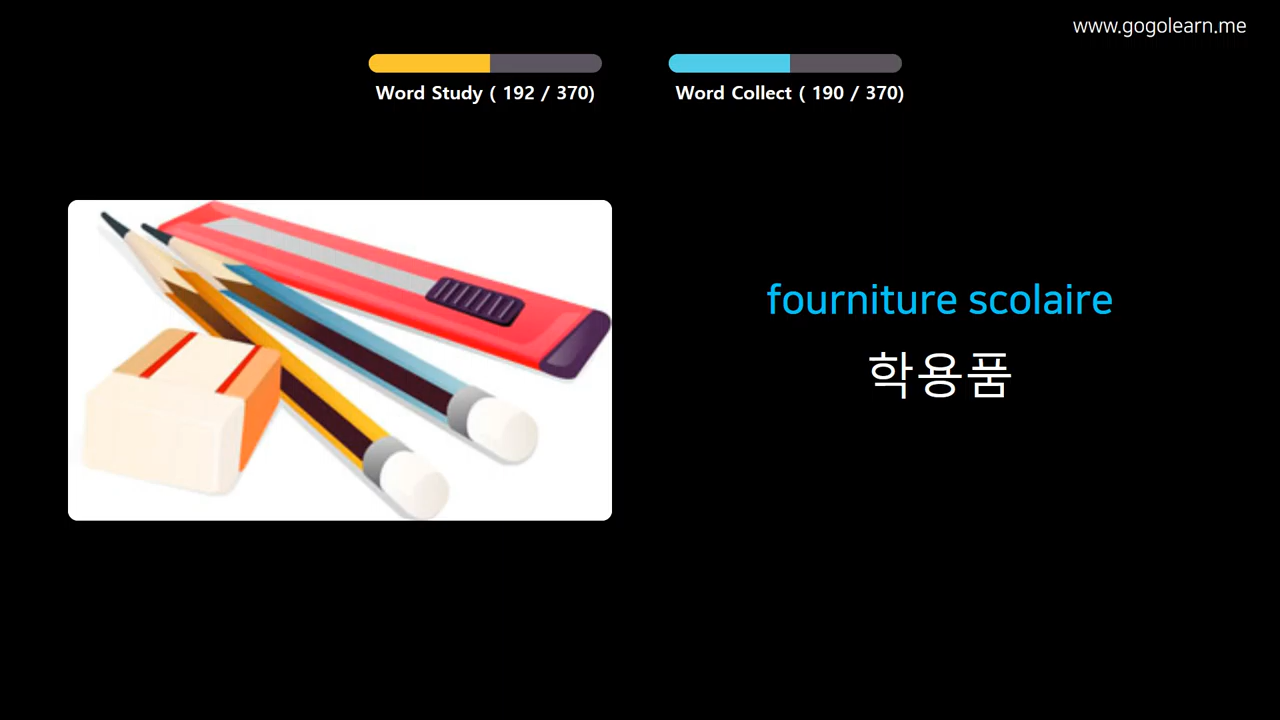 www.gogolearn.me
Word Study ( 192 / 370)
Word Collect ( 190 / 370)
fourniture scolaire
학용품